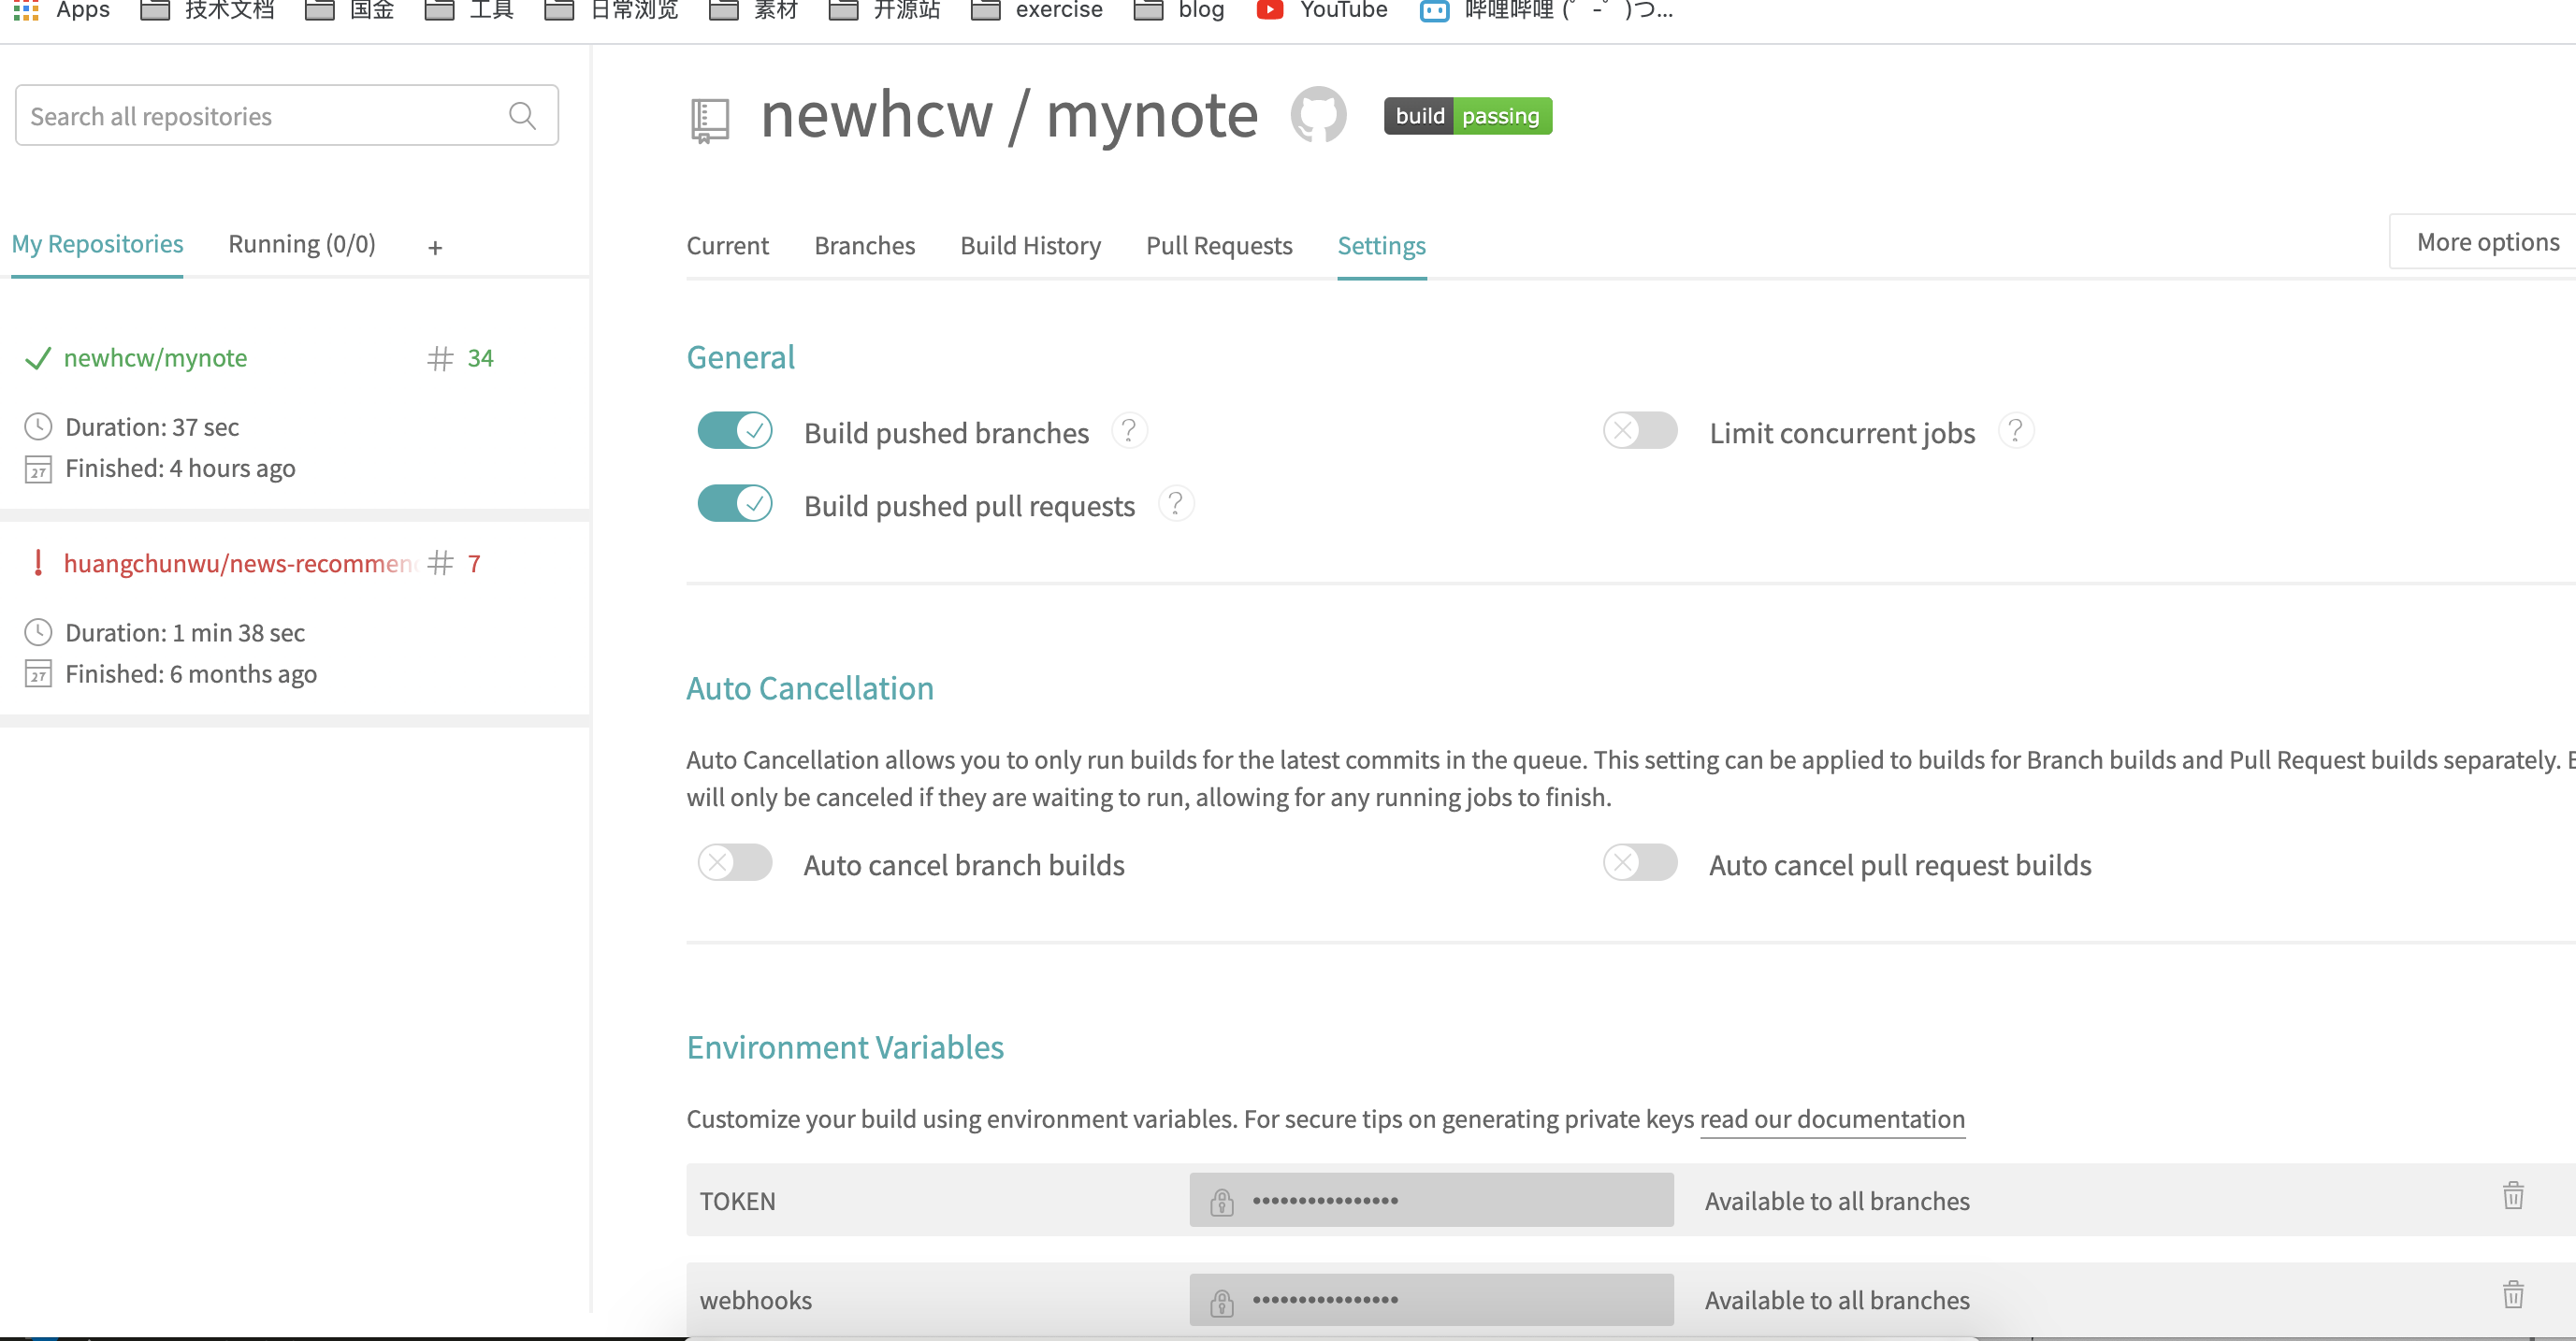 Apps 技术文档 国金 工具 日常浏览 素材 开源站 exercise blog YouTube 哔哩哔哩 (゜-゜)つ...
Search all repositories
My Repositories Running (0/0) +
newhcw/mynote # 34
Duration: 37 sec
27 Finished: 4 hours ago
! huangchunwu/news-recommen # 7
Duration: 1 min 38 sec
27 Finished: 6 months ago
newhcw / mynote build passing
Current Branches Build History Pull Requests Settings More options
General
Build pushed branches ? Limit concurrent jobs ?
Build pushed pull requests ?
Auto Cancellation
Auto Cancellation allows you to only run builds for the latest commits in the queue. This setting can be applied to builds for Branch builds and Pull Request builds separately.
will only be canceled if they are waiting to run, allowing for any running jobs to finish.
Auto cancel branch builds Auto cancel pull request builds
Environment Variables
Customize your build using environment variables. For secure tips on generating private keys read our documentation
TOKEN •••••••••••••••• Available to all branches
webhooks •••••••••••••••• Available to all branches